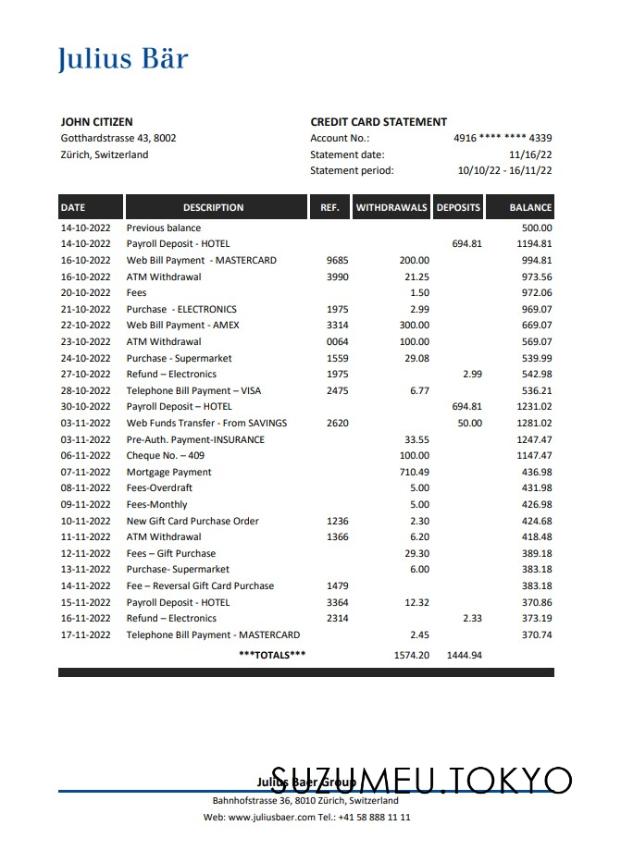 Julius Bär
JOHN CITIZEN
Gotthardstrasse 43, 8002
Zürich, Switzerland
CREDIT CARD STATEMENT
Account No.: 4916 **** **** 4339
Statement date: 11/16/22
Statement period: 10/10/22 - 16/11/22
DATE DESCRIPTION REF. WITHDRAWALS DEPOSITS BALANCE
14-10-2022 Previous balance 500.00
14-10-2022 Payroll Deposit - HOTEL 694.81 1194.81
16-10-2022 Web Bill Payment - MASTERCARD 9685 200.00 994.81
16-10-2022 ATM Withdrawal 3990 21.25 973.56
20-10-2022 Fees 1.50 972.06
21-10-2022 Purchase - ELECTRONICS 1975 2.99 969.07
22-10-2022 Web Bill Payment - AMEX 3314 300.00 669.07
23-10-2022 ATM Withdrawal 0064 100.00 569.07
24-10-2022 Purchase - Supermarket 1559 29.08 539.99
27-10-2022 Refund – Electronics 1975 2.99 542.98
28-10-2022 Telephone Bill Payment – VISA 2475 6.77 536.21
30-10-2022 Payroll Deposit – HOTEL 694.81 1231.02
03-11-2022 Web Funds Transfer - From SAVINGS 2620 50.00 1281.02
03-11-2022 Pre-Auth. Payment-INSURANCE 33.55 1247.47
06-11-2022 Cheque No. – 409 100.00 1147.47
07-11-2022 Mortgage Payment 710.49 436.98
08-11-2022 Fees-Overdraft 5.00 431.98
09-11-2022 Fees-Monthly 5.00 426.98
10-11-2022 New Gift Card Purchase Order 1236 2.30 424.68
11-11-2022 ATM Withdrawal 1366 6.20 418.48
12-11-2022 Fees – Gift Purchase 29.30 389.18
13-11-2022 Purchase- Supermarket 6.00 383.18
14-11-2022 Fee – Reversal Gift Card Purchase 1479 383.18
15-11-2022 Payroll Deposit - HOTEL 3364 12.32 370.86
16-11-2022 Refund – Electronics 2314 2.33 373.19
17-11-2022 Telephone Bill Payment - MASTERCARD 2.45 370.74
***TOTALS*** 1574.20 1444.94
Julius Baer Group
SUZUMEU.TOKYO
Bahnhofstrasse 36, 8010 Zürich, Switzerland
Web: www.juliusbaer.com Tel.: +41 58 888 11 11